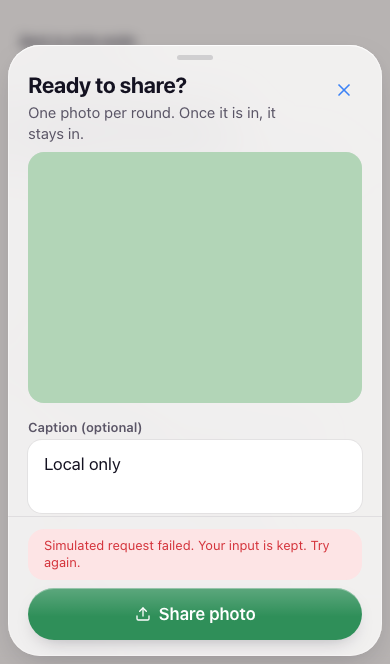 Ready to share?
One photo per round. Once it is in, it
stays in.
Caption (optional)
Local only
Simulated request failed. Your input is kept. Try
again.
Share photo